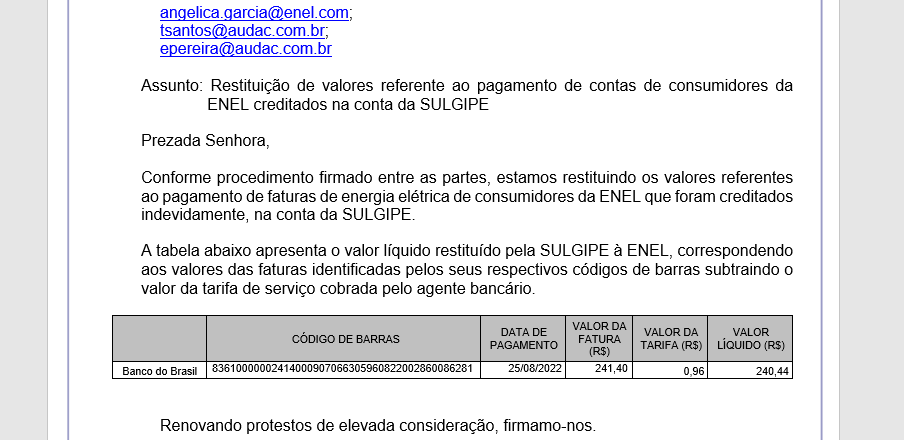 angelica.garcia@enel.com;
tsantos@audac.com.br;
epereira@audac.com.br
Assunto: Restituição de valores referente ao pagamento de contas de consumidores da
ENEL creditados na conta da SULGIPE
Prezada Senhora,
Conforme procedimento firmado entre as partes, estamos restituindo os valores referentes
ao pagamento de faturas de energia elétrica de consumidores da ENEL que foram creditados
indevidamente, na conta da SULGIPE.
A tabela abaixo apresenta o valor líquido restituído pela SULGIPE à ENEL, correspondendo
aos valores das faturas identificadas pelos seus respectivos códigos de barras subtraindo o
valor da tarifa de serviço cobrada pelo agente bancário.
CÓDIGO DE BARRAS DATA DE PAGAMENTO VALOR DA FATURA (R$) VALOR DA TARIFA (R$) VALOR LÍQUIDO (R$)
Banco do Brasil 83610000002414000907066305960822002860086281 25/08/2022 241,40 0,96 240,44
Renovando protestos de elevada consideração, firmamo-nos.